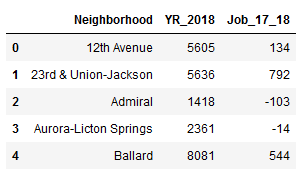 Neighborhood YR_2018 Job_17_18
0 12th Avenue 5605 134
1 23rd & Union-Jackson 5636 792
2 Admiral 1418 -103
3 Aurora-Licton Springs 2361 -14
4 Ballard 8081 544